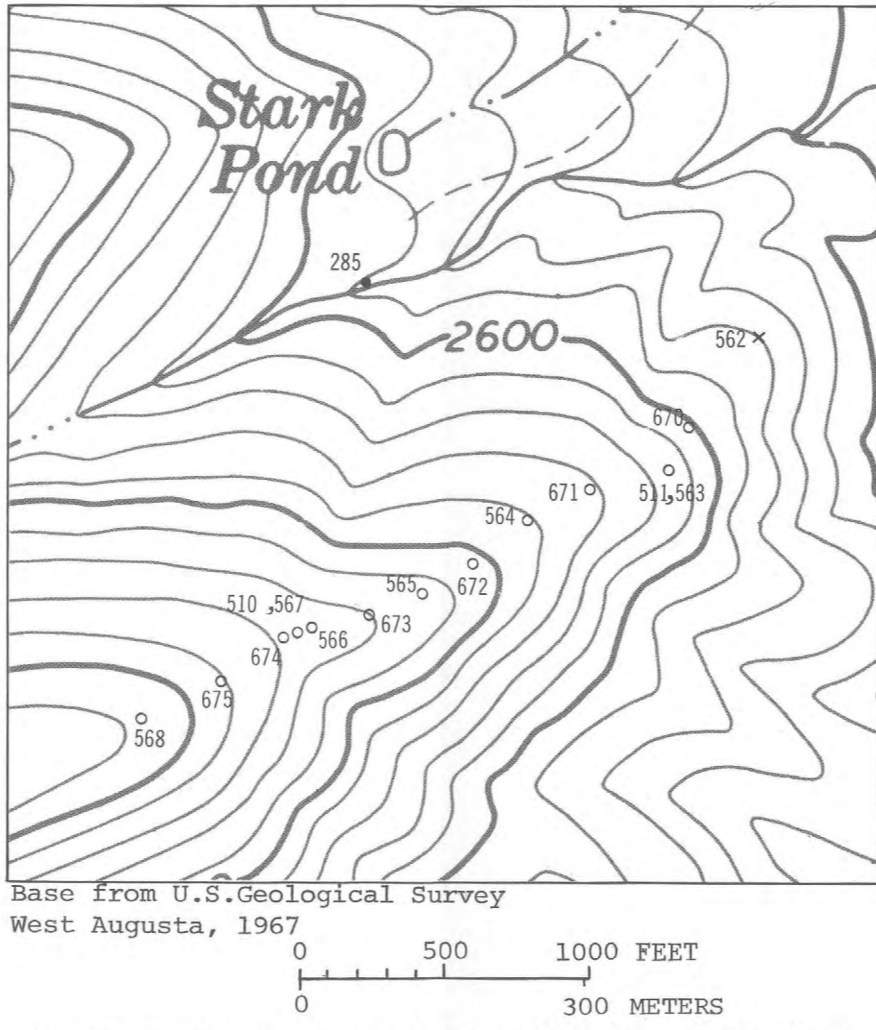 Stark
Pond
285
2600
562
670
671
511,563
564
672
565
510 ,567
673
566
674
675
568
Base from U.S.Geological Survey
West Augusta, 1967
0 500 1000 FEET
0 300 METERS